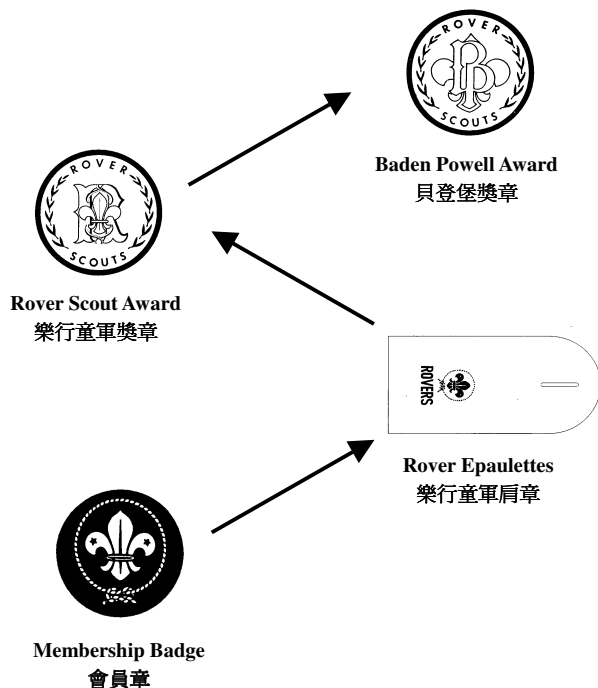 ROVER
SCOUTS
Baden Powell Award
貝登堡獎章
ROVER
SCOUTS
Rover Scout Award
樂行童軍獎章
ROVERS
Rover Epaulettes
樂行童軍肩章
Membership Badge
會員章